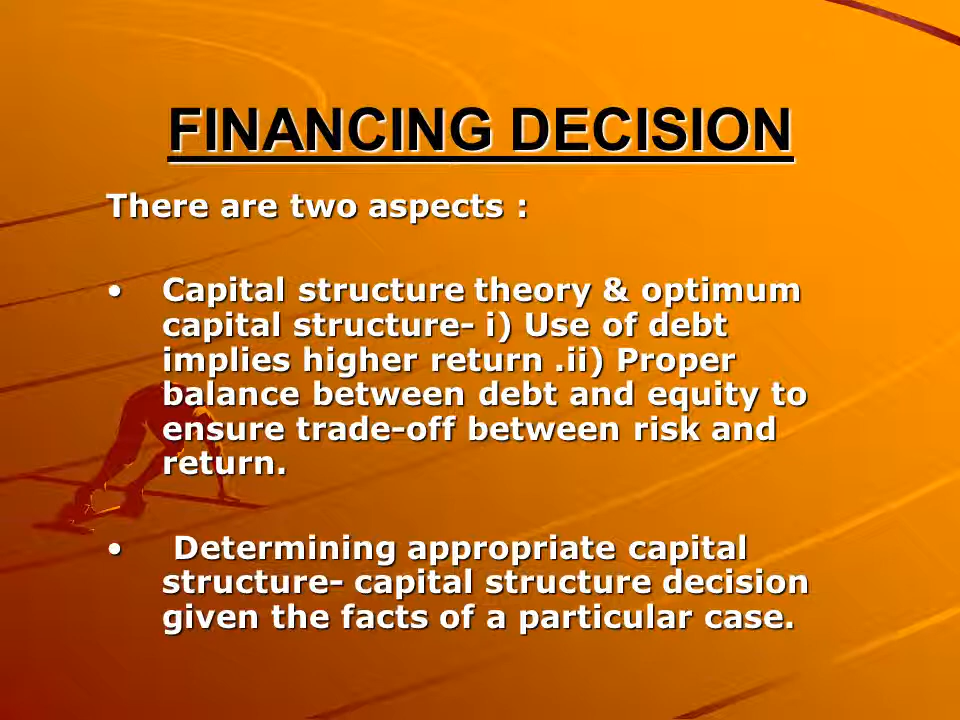 FINANCING DECISION
There are two aspects :
• Capital structure theory & optimum
capital structure- i) Use of debt
implies higher return .ii) Proper
balance between debt and equity to
ensure trade-off between risk and
return.
• Determining appropriate capital
structure- capital structure decision
given the facts of a particular case.